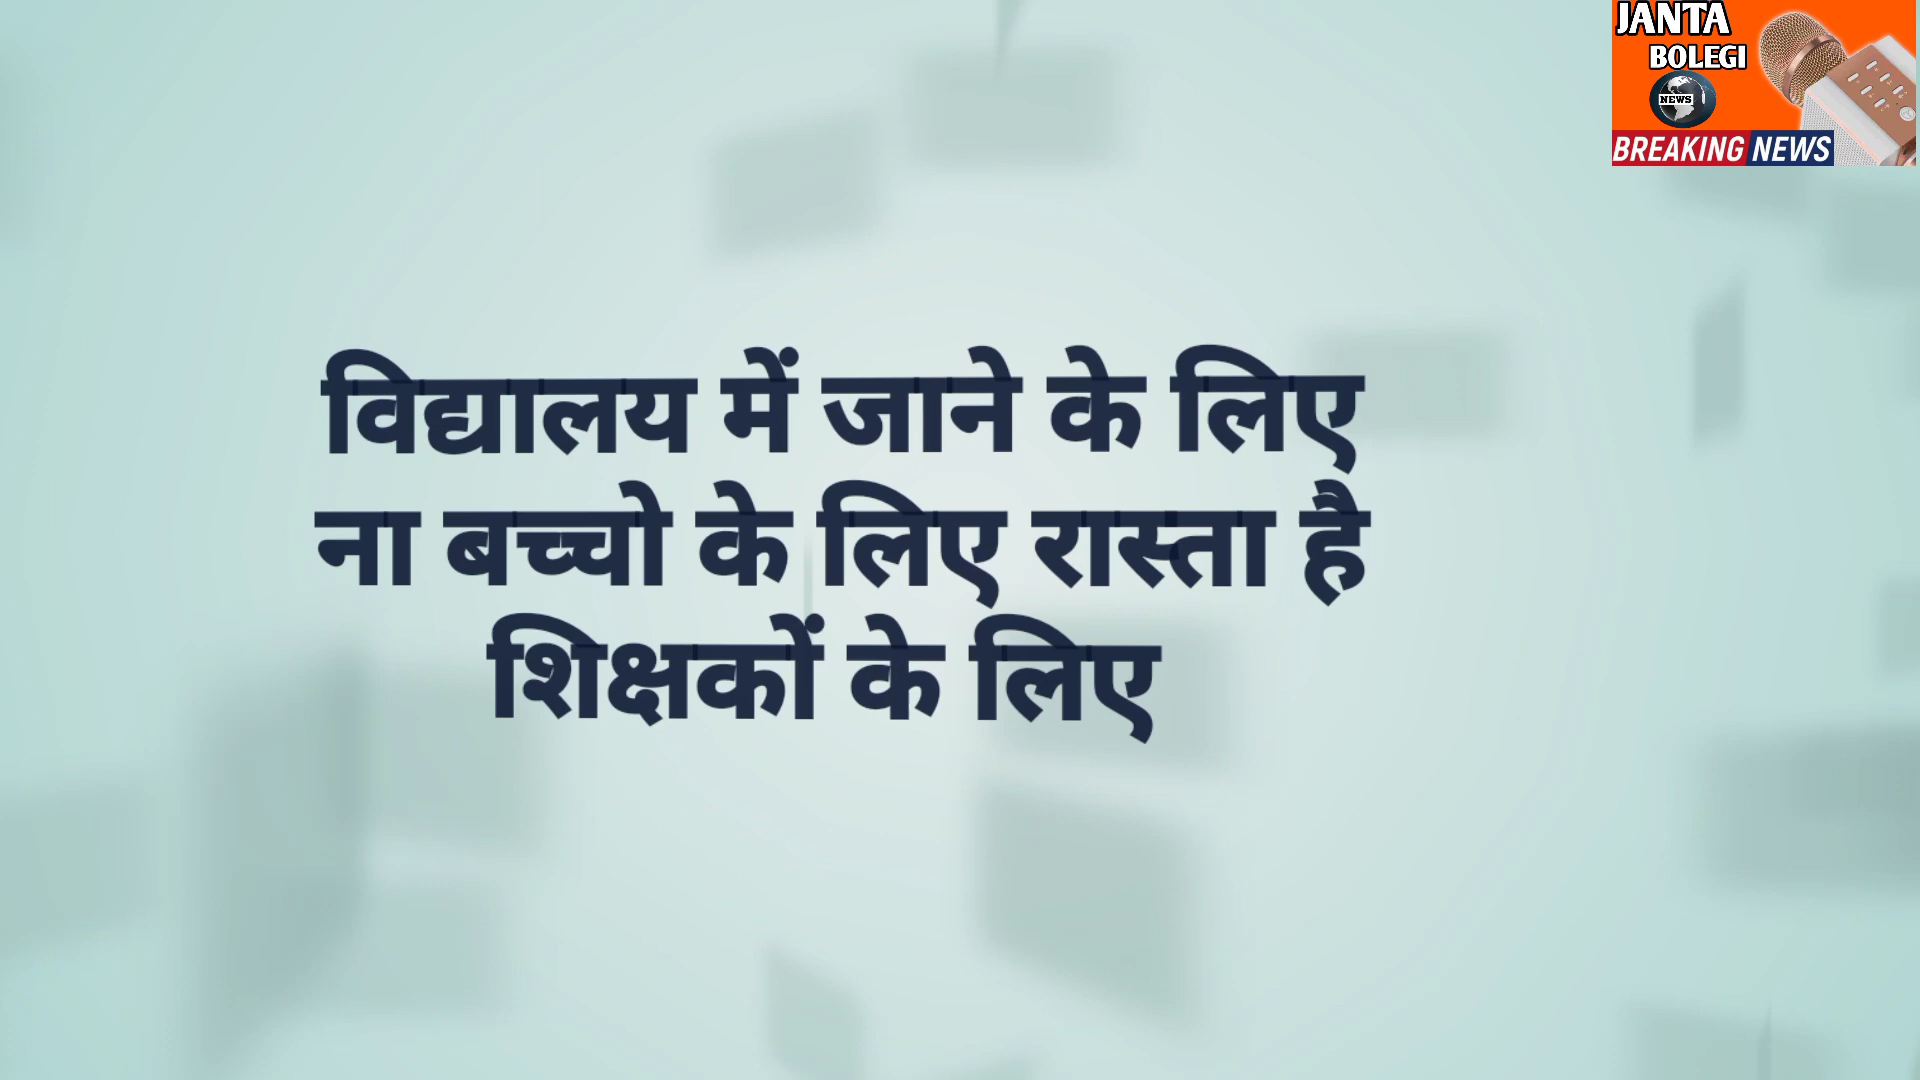 JANTA
BOLEGI
NEWS
BREAKING NEWS
विद्यालय में जाने के लिए
ना बच्चो के लिए रास्ता है
शिक्षकों के लिए